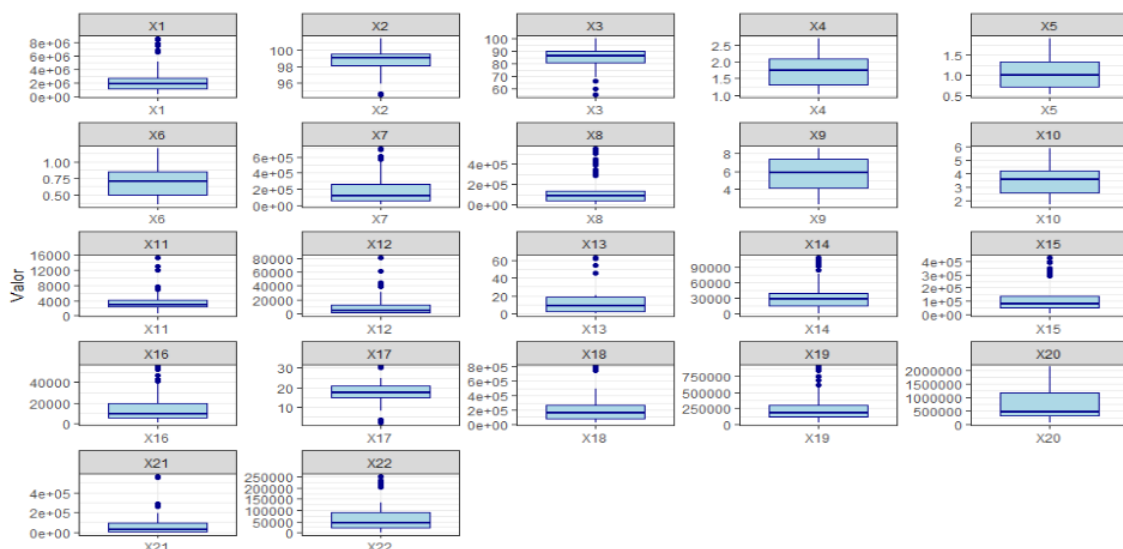 X1 X2 X3 X4 X5
8e+06
6e+06
4e+06
2e+06
0e+00
100
98
96
100
90
80
70
60
2.5
2.0
1.5
1.0
1.5
1.0
0.5
X1 X2 X3 X4 X5
X6 X7 X8 X9 X10
1.00
0.75
0.50
6e+05
4e+05
2e+05
0e+00
4e+05
2e+05
0e+00
8
6
4
6
5
4
3
2
X6 X7 X8 X9 X10
Valor
X11 X12 X13 X14 X15
16000
12000
8000
4000
0
80000
60000
40000
20000
0
60
40
20
0
90000
60000
30000
0
4e+05
3e+05
2e+05
1e+05
0e+00
X11 X12 X13 X14 X15
X16 X17 X18 X19 X20
40000
20000
0
30
20
10
8e+05
6e+05
4e+05
2e+05
0e+00
750000
500000
250000
0
2000000
1500000
1000000
500000
0
X16 X17 X18 X19 X20
X21 X22
4e+05
2e+05
0e+00
250000
200000
150000
100000
50000
0
X21 X22